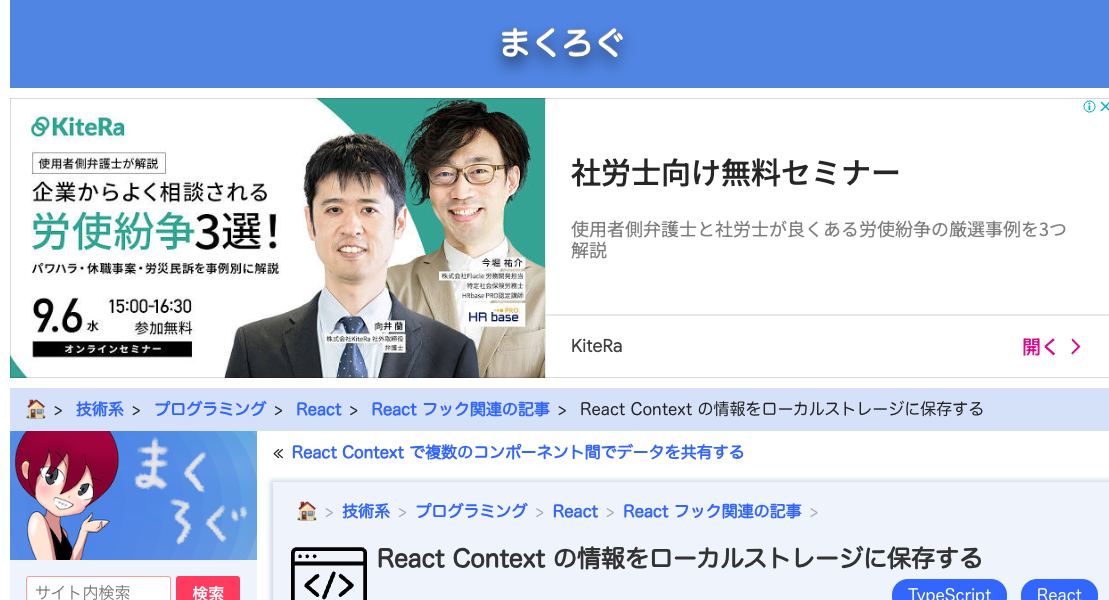 まくろぐ
KiteRa
使用者側弁護士が解説
企業からよく相談される
労使紛争3選！
パワハラ・休職事案・労災民訴を事例別に解説
9.6水
15:00-16:30
参加無料
オンラインセミナー
向井 蘭
株式会社KiteRa 社外取締役
弁護士
今堀 祐介
株式会社Flucle 労務開発担当
特定社会保険労務士
HRbase PRO認定講師
PRO
HR base
社労士向け無料セミナー
使用者側弁護士と社労士が良くある労使紛争の厳選事例を3つ
解説
KiteRa
開く
> 技術系 > プログラミング > React > React フック関連の記事 > React Context の情報をローカルストレージに保存する
まく
ろぐ
サイト内検索
検索
« React Context で複数のコンポーネント間でデータを共有する
> 技術系 > プログラミング > React > React フック関連の記事 >
</>
React Context の情報をローカルストレージに保存する
TypeScript
React